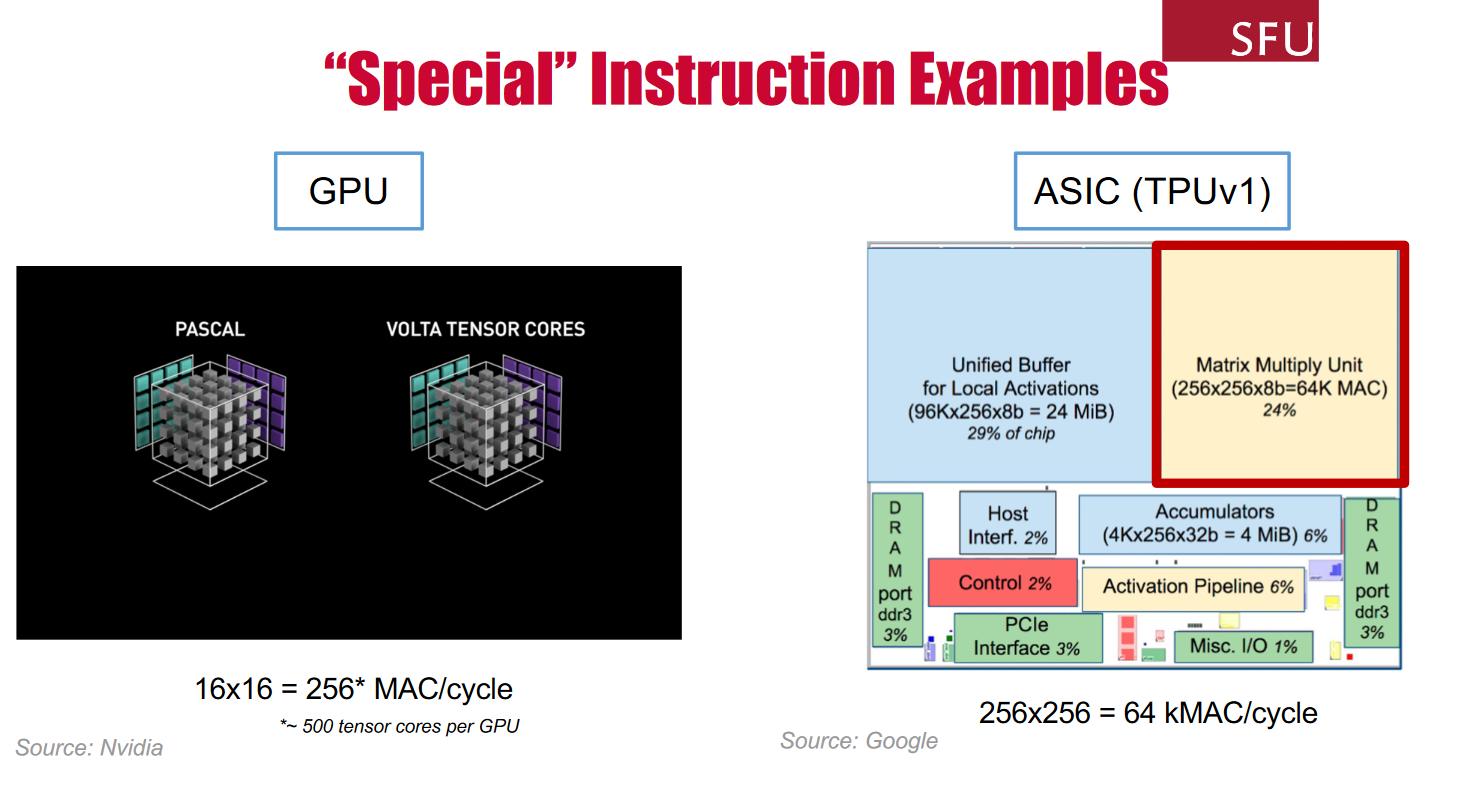 SFU
“Special” Instruction Examples
GPU
PASCAL
VOLTA TENSOR CORES
16x16 = 256* MAC/cycle
*~ 500 tensor cores per GPU
Source: Nvidia
ASIC (TPUv1)
Unified Buffer
for Local Activations
(96Kx256x8b = 24 MiB)
29% of chip
Matrix Multiply Unit
(256x256x8b=64K MAC)
24%
D
R
A
M
port
ddr3
3%
Host
Interf. 2%
Accumulators
(4Kx256x32b = 4 MiB) 6%
Control 2%
Activation Pipeline 6%
PCIe
Interface 3%
Misc. I/O 1%
D
R
A
M
port
ddr3
3%
256x256 = 64 kMAC/cycle
Source: Google